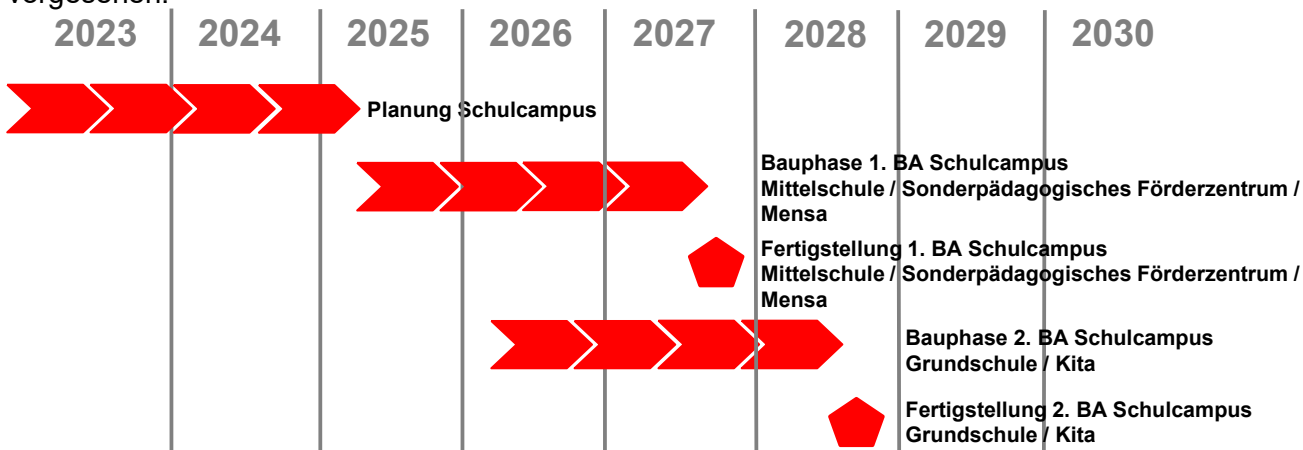 vorgesehen.
2023 2024 2025 2026 2027 2028 2029 2030
Planung Schulcampus
Bauphase 1. BA Schulcampus
Mittelschule / Sonderpädagogisches Förderzentrum /
Mensa
Fertigstellung 1. BA Schulcampus
Mittelschule / Sonderpädagogisches Förderzentrum /
Mensa
Bauphase 2. BA Schulcampus
Grundschule / Kita
Fertigstellung 2. BA Schulcampus
Grundschule / Kita